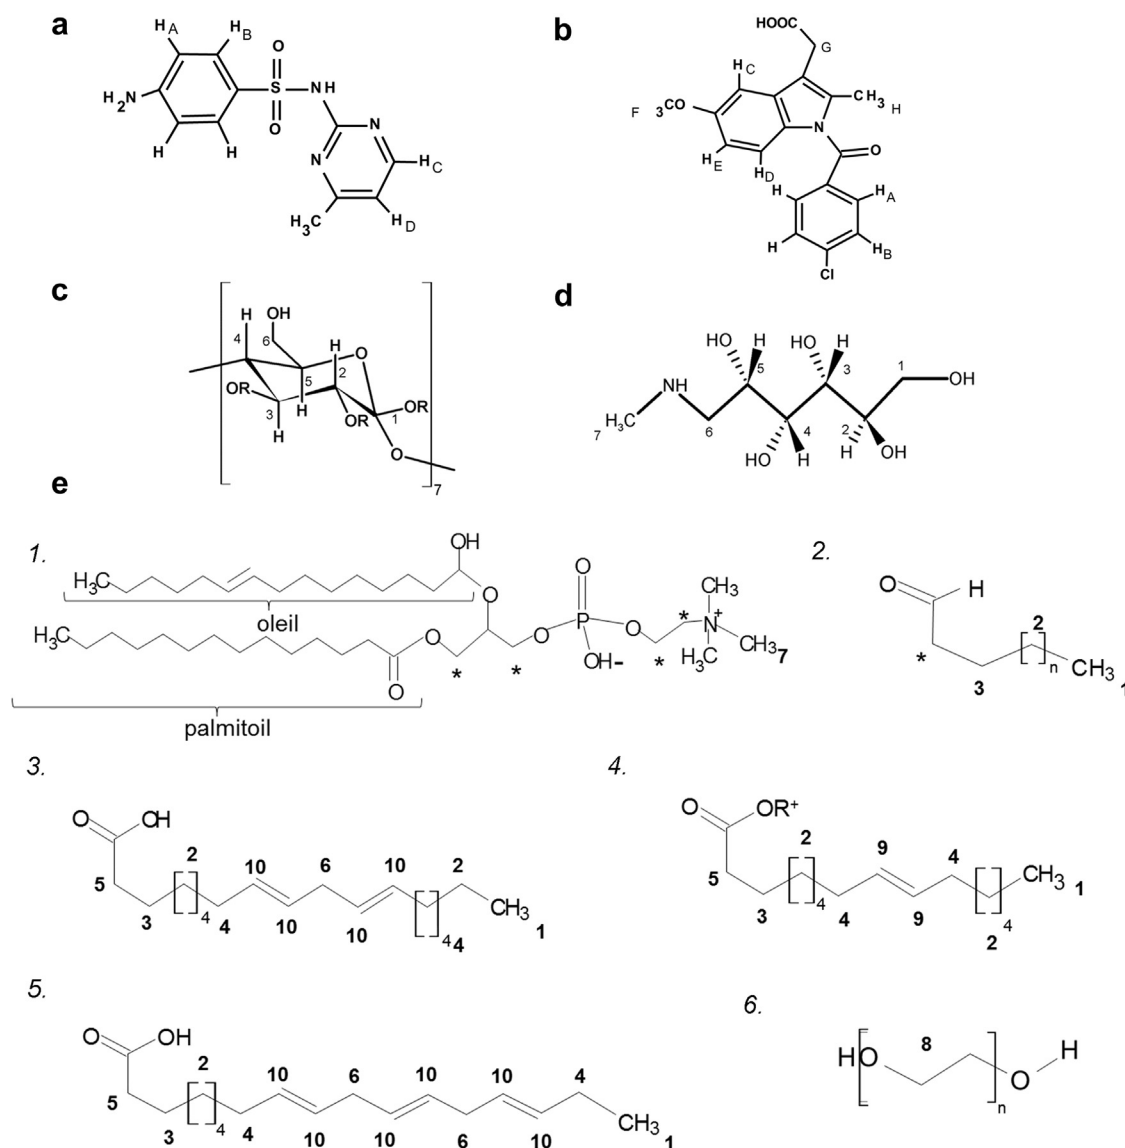 a
H A
H B
O
H2N
S
NH
O
N
H
H
N
H C
H3C
H D
b
HOOC
G
H C
F
3CO
CH3 H
N
H E
H D
O
H
H A
H
H B
Cl
c
H
OH
4
6
H
O
2
5
OR
OR
3
H
OR
1
H
O
7
d
HO
H
HO
H
1
5
3
NH
OH
H3C
7
6
4
2
HO
H
H
OH
e
1.
OH
O
H3C
O
CH3
oleil
P
* N+
H3C
O
O
O
CH3 7
OH-
H3C
*
*
*
O
palmitoil
2.
O
H
2
*
n
CH3
3
1
3.
O
OH
2
10
6
10
2
5
4
CH3
3
4
10
10
4 4
1
4.
O
OR+
2
9
4
5
CH3 1
4
3
4
9
4
2
5.
O
OH
2
10
6
10
10
4
5
4
CH3
3
4
10
10
6
10
1
6.
8
HO
H
O
n